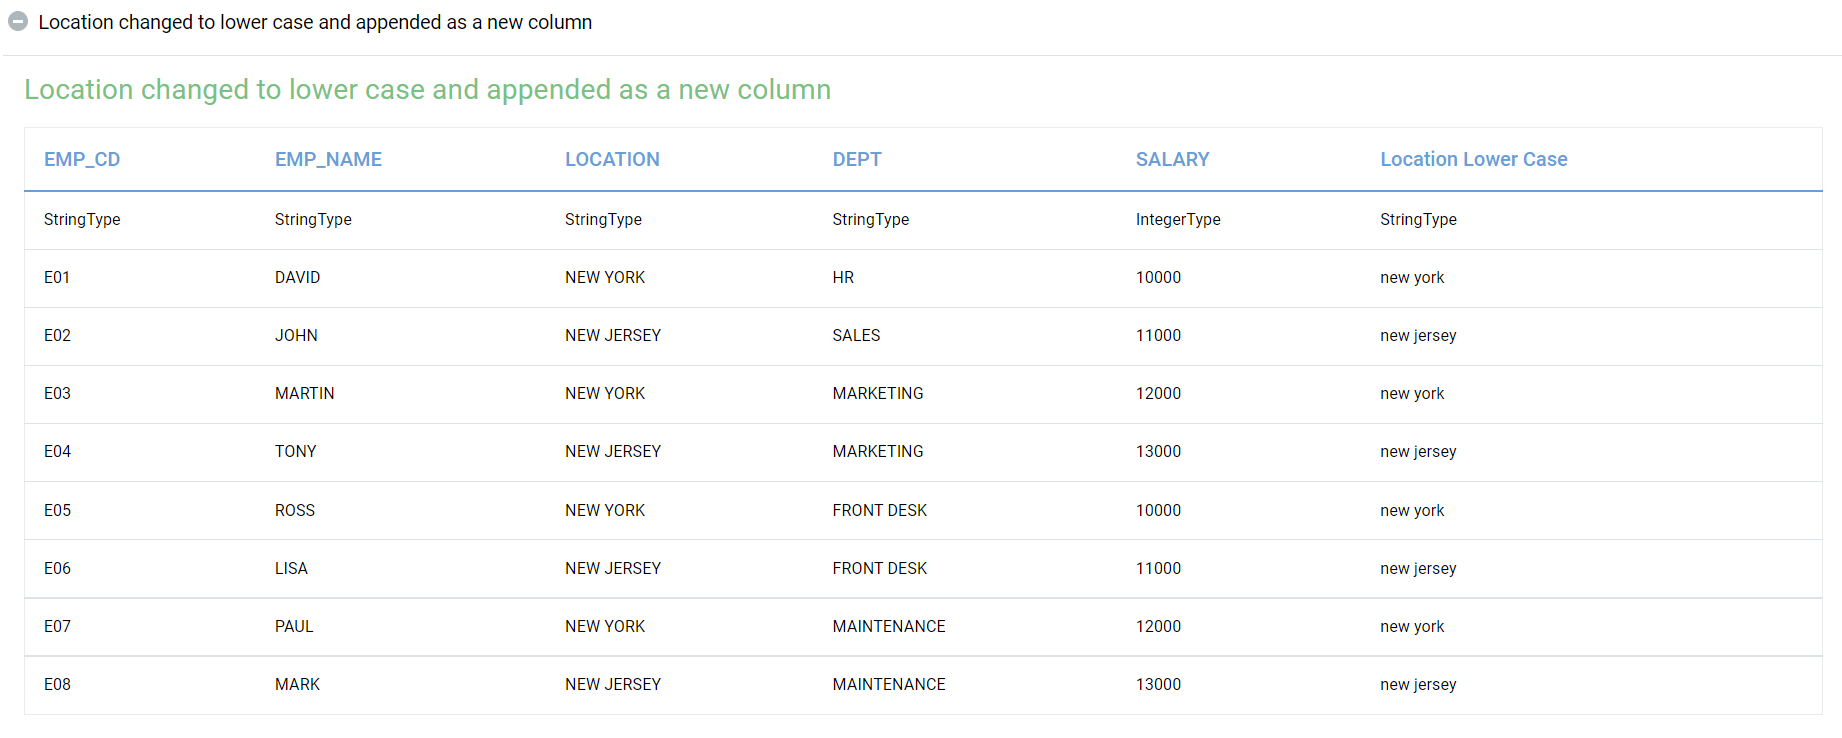 Location changed to lower case and appended as a new column
Location changed to lower case and appended as a new column
EMP_CD EMP_NAME LOCATION DEPT SALARY Location Lower Case
StringType StringType StringType StringType IntegerType StringType
E01 DAVID NEW YORK HR 10000 new york
E02 JOHN NEW JERSEY SALES 11000 new jersey
E03 MARTIN NEW YORK MARKETING 12000 new york
E04 TONY NEW JERSEY MARKETING 13000 new jersey
E05 ROSS NEW YORK FRONT DESK 10000 new york
E06 LISA NEW JERSEY FRONT DESK 11000 new jersey
E07 PAUL NEW YORK MAINTENANCE 12000 new york
E08 MARK NEW JERSEY MAINTENANCE 13000 new jersey